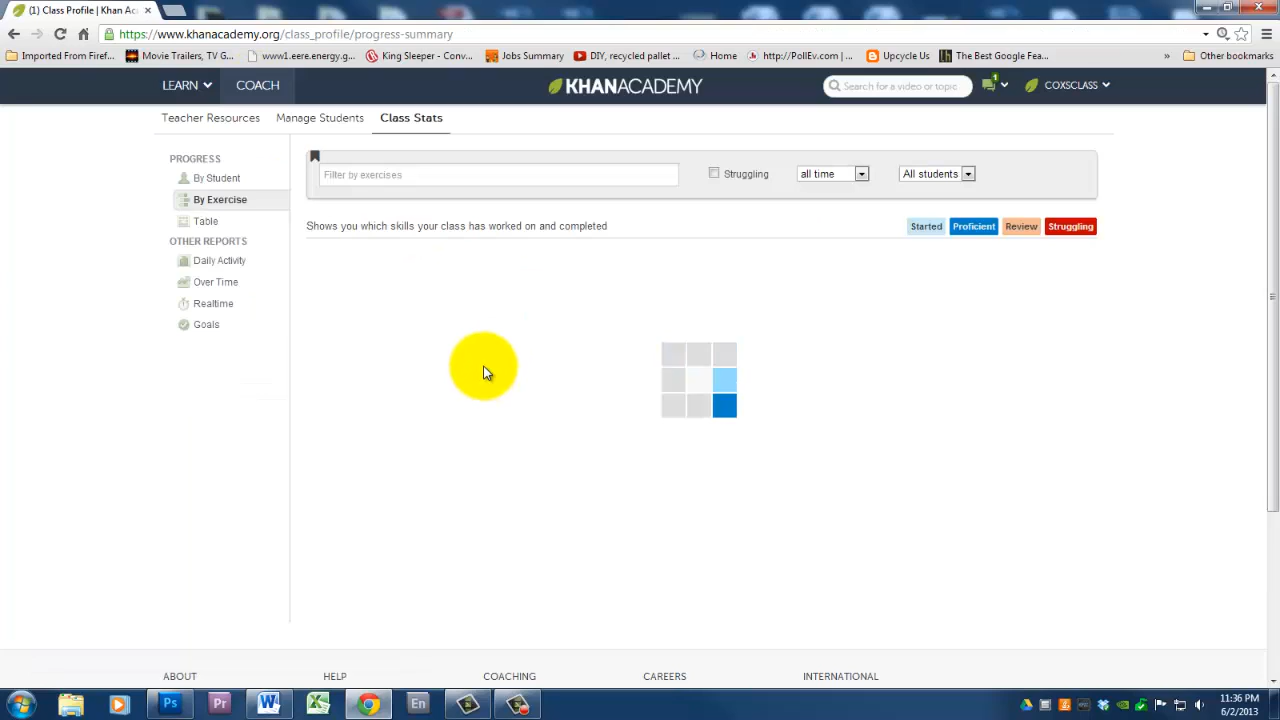 (1) Class Profile | Khan Ac
https://www.khanacademy.org/class_profile/progress-summary
Imported From Firef... Movie Trailers, TV G... www1.eere.energy.g... King Sleeper - Conv... Jobs Summary DIY, recycled pallet ... Home http://PollEv.com | ... Upcycle Us The Best Google Fea... » Other bookmarks
LEARN COACH KHANACADEMY Search for a video or topic 1 COXSCLASS
Teacher Resources Manage Students Class Stats
PROGRESS
By Student
By Exercise
Table
OTHER REPORTS
Daily Activity
Over Time
Realtime
Goals
Filter by exercises Struggling all time All students
Shows you which skills your class has worked on and completed Started Proficient Review Struggling
ABOUT HELP COACHING CAREERS INTERNATIONAL
Ps Pr W En
11:36 PM
6/2/2013